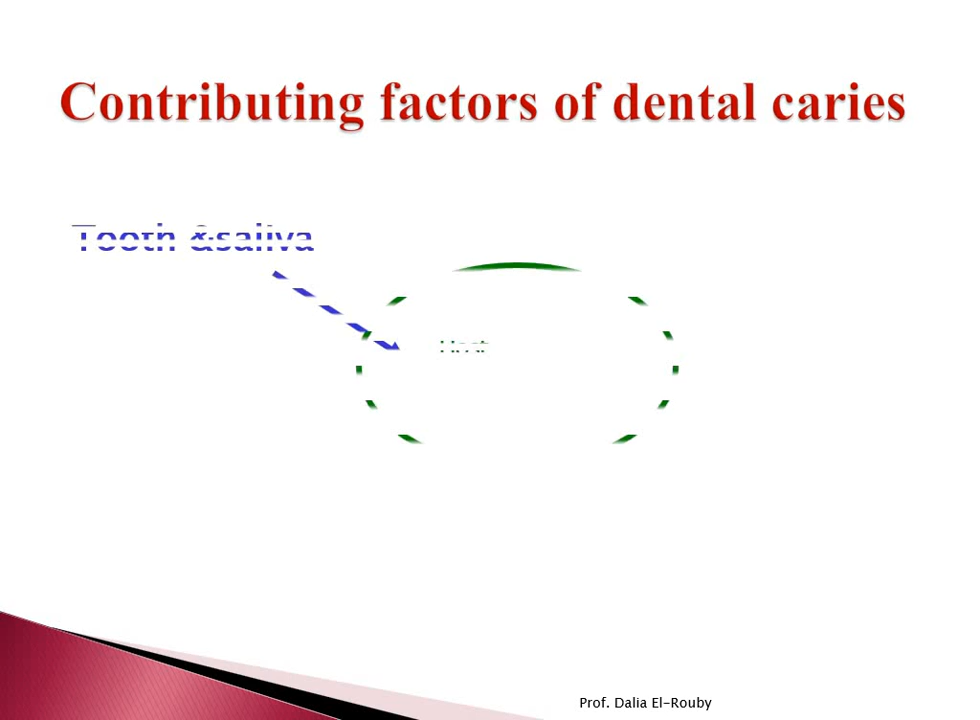 Contributing factors of dental caries
Tooth &saliva
Host
Prof. Dalia El-Rouby